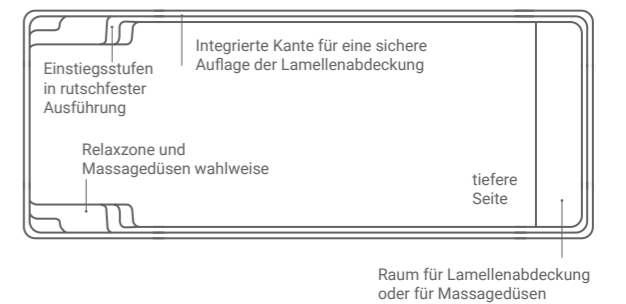 Integrierte Kante für eine sichere
Auflage der Lamellenabdeckung
Einstiegsstufen
in rutschfester
Ausführung
Relaxzone und
Massagedüsen wahlweise
tiefere
Seite
Raum für Lamellenabdeckung
oder für Massagedüsen